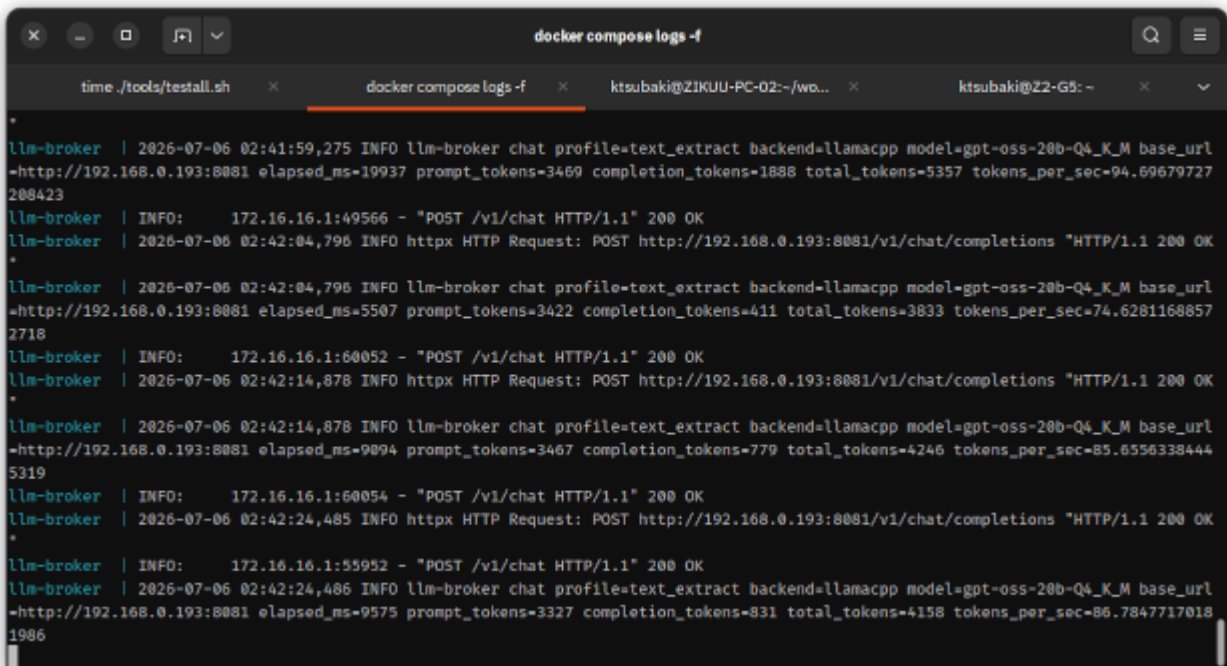 docker compose logs -f
time ./tools/testall.sh
docker compose logs -f
ktsubaki@ZIKUU-PC-02:~/wo...
ktsubaki@Z2-G5: ~
"
llm-broker | 2026-07-06 02:41:59,275 INFO llm-broker chat profile=text_extract backend=llamacpp model=gpt-oss-20b-Q4_K_M base_url
=http://192.168.0.193:8081 elapsed_ms=19937 prompt_tokens=3469 completion_tokens=1888 total_tokens=5357 tokens_per_sec=94.69679727
208423
llm-broker | INFO: 172.16.16.1:49566 - "POST /v1/chat HTTP/1.1" 200 OK
llm-broker | 2026-07-06 02:42:04,796 INFO httpx HTTP Request: POST http://192.168.0.193:8081/v1/chat/completions "HTTP/1.1 200 OK
"
llm-broker | 2026-07-06 02:42:04,796 INFO llm-broker chat profile=text_extract backend=llamacpp model=gpt-oss-20b-Q4_K_M base_url
=http://192.168.0.193:8081 elapsed_ms=5507 prompt_tokens=3422 completion_tokens=411 total_tokens=3833 tokens_per_sec=74.6281168857
2718
llm-broker | INFO: 172.16.16.1:60052 - "POST /v1/chat HTTP/1.1" 200 OK
llm-broker | 2026-07-06 02:42:14,878 INFO httpx HTTP Request: POST http://192.168.0.193:8081/v1/chat/completions "HTTP/1.1 200 OK
"
llm-broker | 2026-07-06 02:42:14,878 INFO llm-broker chat profile=text_extract backend=llamacpp model=gpt-oss-20b-Q4_K_M base_url
=http://192.168.0.193:8081 elapsed_ms=9094 prompt_tokens=3467 completion_tokens=779 total_tokens=4246 tokens_per_sec=85.6556338444
5319
llm-broker | INFO: 172.16.16.1:60054 - "POST /v1/chat HTTP/1.1" 200 OK
llm-broker | 2026-07-06 02:42:24,485 INFO httpx HTTP Request: POST http://192.168.0.193:8081/v1/chat/completions "HTTP/1.1 200 OK
"
llm-broker | INFO: 172.16.16.1:55952 - "POST /v1/chat HTTP/1.1" 200 OK
llm-broker | 2026-07-06 02:42:24,486 INFO llm-broker chat profile=text_extract backend=llamacpp model=gpt-oss-20b-Q4_K_M base_url
=http://192.168.0.193:8081 elapsed_ms=9575 prompt_tokens=3327 completion_tokens=831 total_tokens=4158 tokens_per_sec=86.7847717018
1986